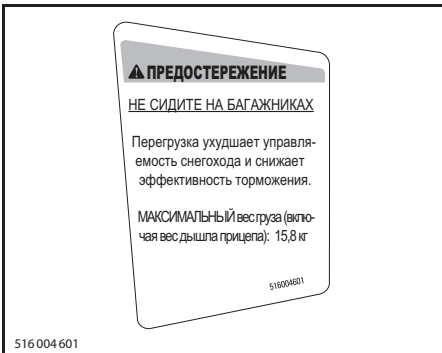 ⚠ ПРЕДОСТЕРЕЖЕНИЕ
НЕ СИДИТЕ НА БАГАЖНИКАХ
Перегрузка ухудшает управля-
емость снегохода и снижает
эффективность торможения.
МАКСИМАЛЬНЫЙ вес груза (вклю-
чая вес дышла прицепа): 15,8 кг
516004601
516 004 601